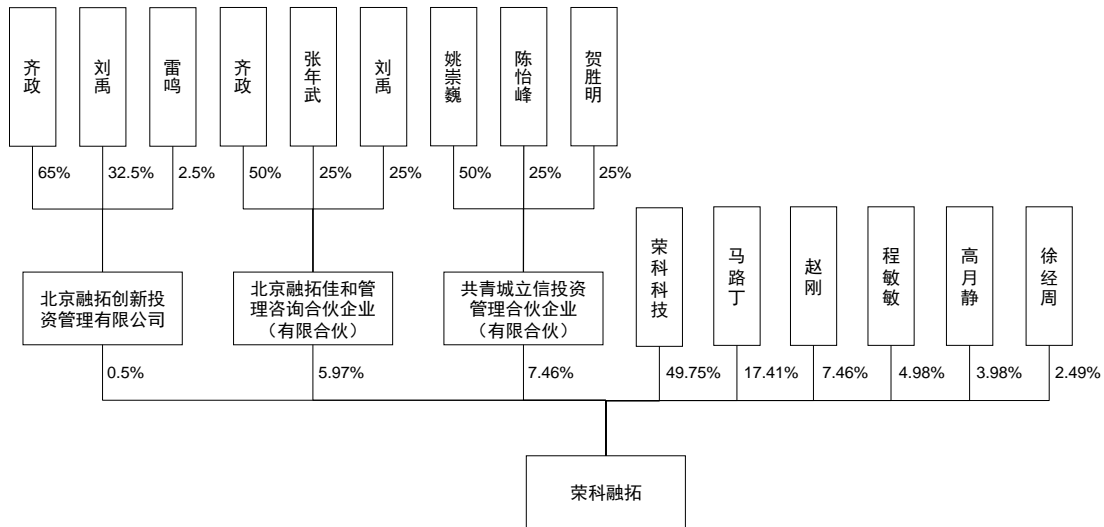 齐政
刘禹
雷鸣
齐政
张年武
刘禹
姚崇巍
陈怡峰
贺胜明
65%
32.5%
2.5%
50%
25%
25%
50%
25%
25%
荣科科技
马路丁
赵刚
程敏敏
高月静
徐经周
北京融拓创新投
资管理有限公司
北京融拓佳和管
理咨询合伙企业
（有限合伙）
共青城立信投资
管理合伙企业
（有限合伙）
0.5%
5.97%
7.46%
49.75%
17.41%
7.46%
4.98%
3.98%
2.49%
荣科融拓